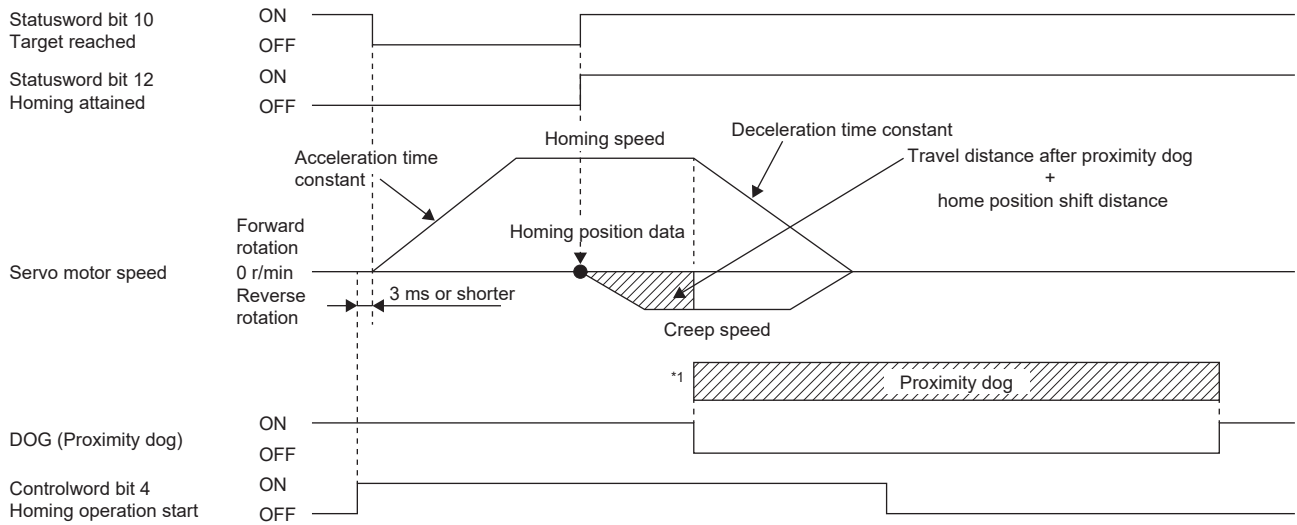 Statusword bit 10
Target reached
ON
OFF
Statusword bit 12
Homing attained
ON
OFF
Homing speed
Deceleration time constant
Acceleration time
constant
Travel distance after proximity dog
+
home position shift distance
Forward
rotation
Homing position data
Servo motor speed
0 r/min
Reverse
rotation
3 ms or shorter
Creep speed
*1
Proximity dog
DOG (Proximity dog)
ON
OFF
Controlword bit 4
Homing operation start
ON
OFF